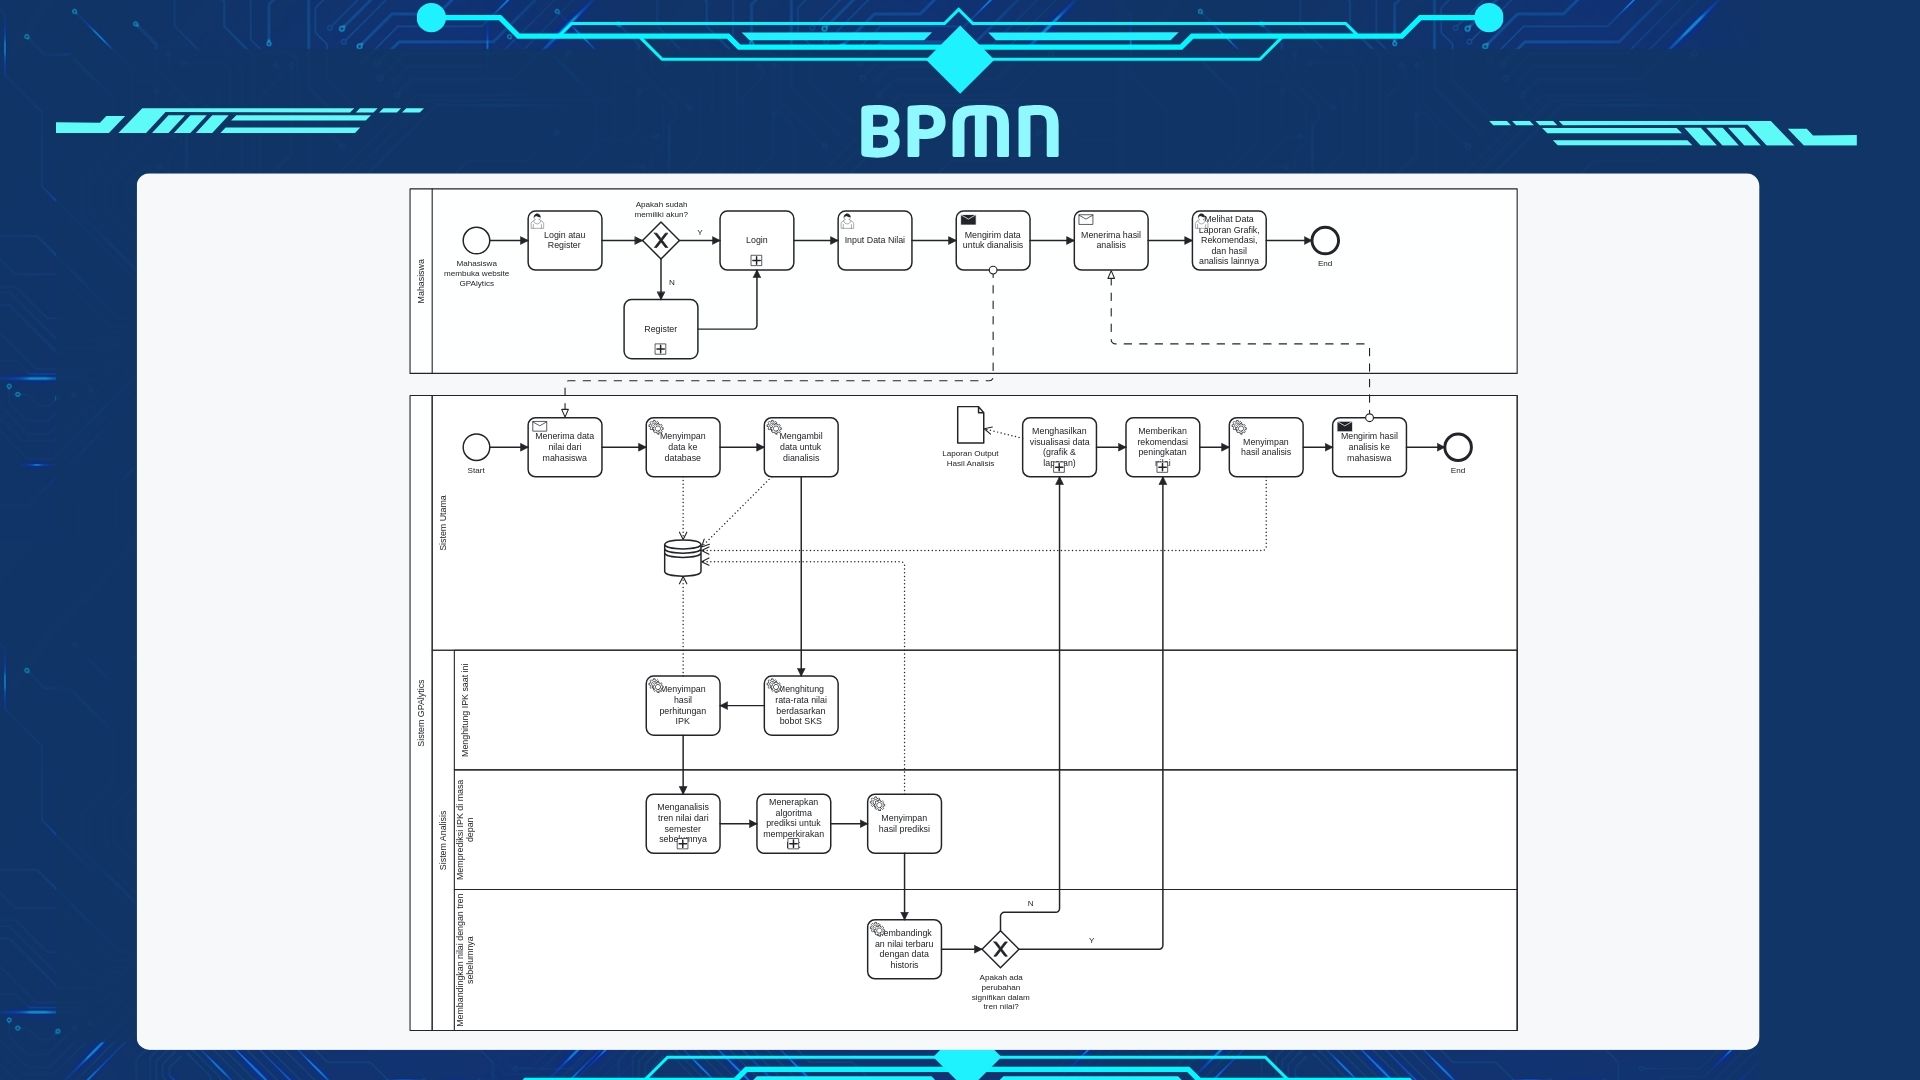 BPMN
Mahasiswa
Mahasiswa
membuka website
GPAlytics
Login atau
Register
Apakah sudah
memiliki akun?
Y
N
Register
Login
Input Data Nilai
Mengirim data
untuk dianalisis
Menerima hasil
analisis
Melihat Data
Laporan Grafik,
Rekomendasi,
dan hasil
analisis lainnya
End
Sistem GPAlytics
Sistem Utama
Start
Menerima data
nilai dari
mahasiswa
Menyimpan
data ke
database
Mengambil
data untuk
dianalisis
Laporan Output
Hasil Analisis
Menghasilkan
visualisasi data
(grafik &
laporan)
Memberikan
rekomendasi
peningkatan
nilai
Menyimpan
hasil analisis
Mengirim hasil
analisis ke
mahasiswa
End
Sistem Analisis
Menghitung IPK saat ini
Menyimpan
hasil
perhitungan
IPK
Menghitung
rata-rata nilai
berdasarkan
bobot SKS
Memprediksi IPK di masa
depan
Menganalisis
tren nilai dari
semester
sebelumnya
Menerapkan
algoritma
prediksi untuk
memperkirakan
Menyimpan
hasil prediksi
Membandingkan nilai dengan tren
sebelumnya
Membandingk
an nilai terbaru
dengan data
historis
N
Y
Apakah ada
perubahan
signifikan dalam
tren nilai?